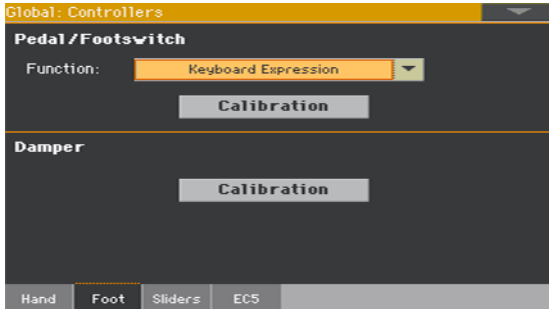 Global: Controllers
Pedal/Footswitch
Function: Keyboard Expression
Calibration
Damper
Calibration
Hand Foot Sliders EC5